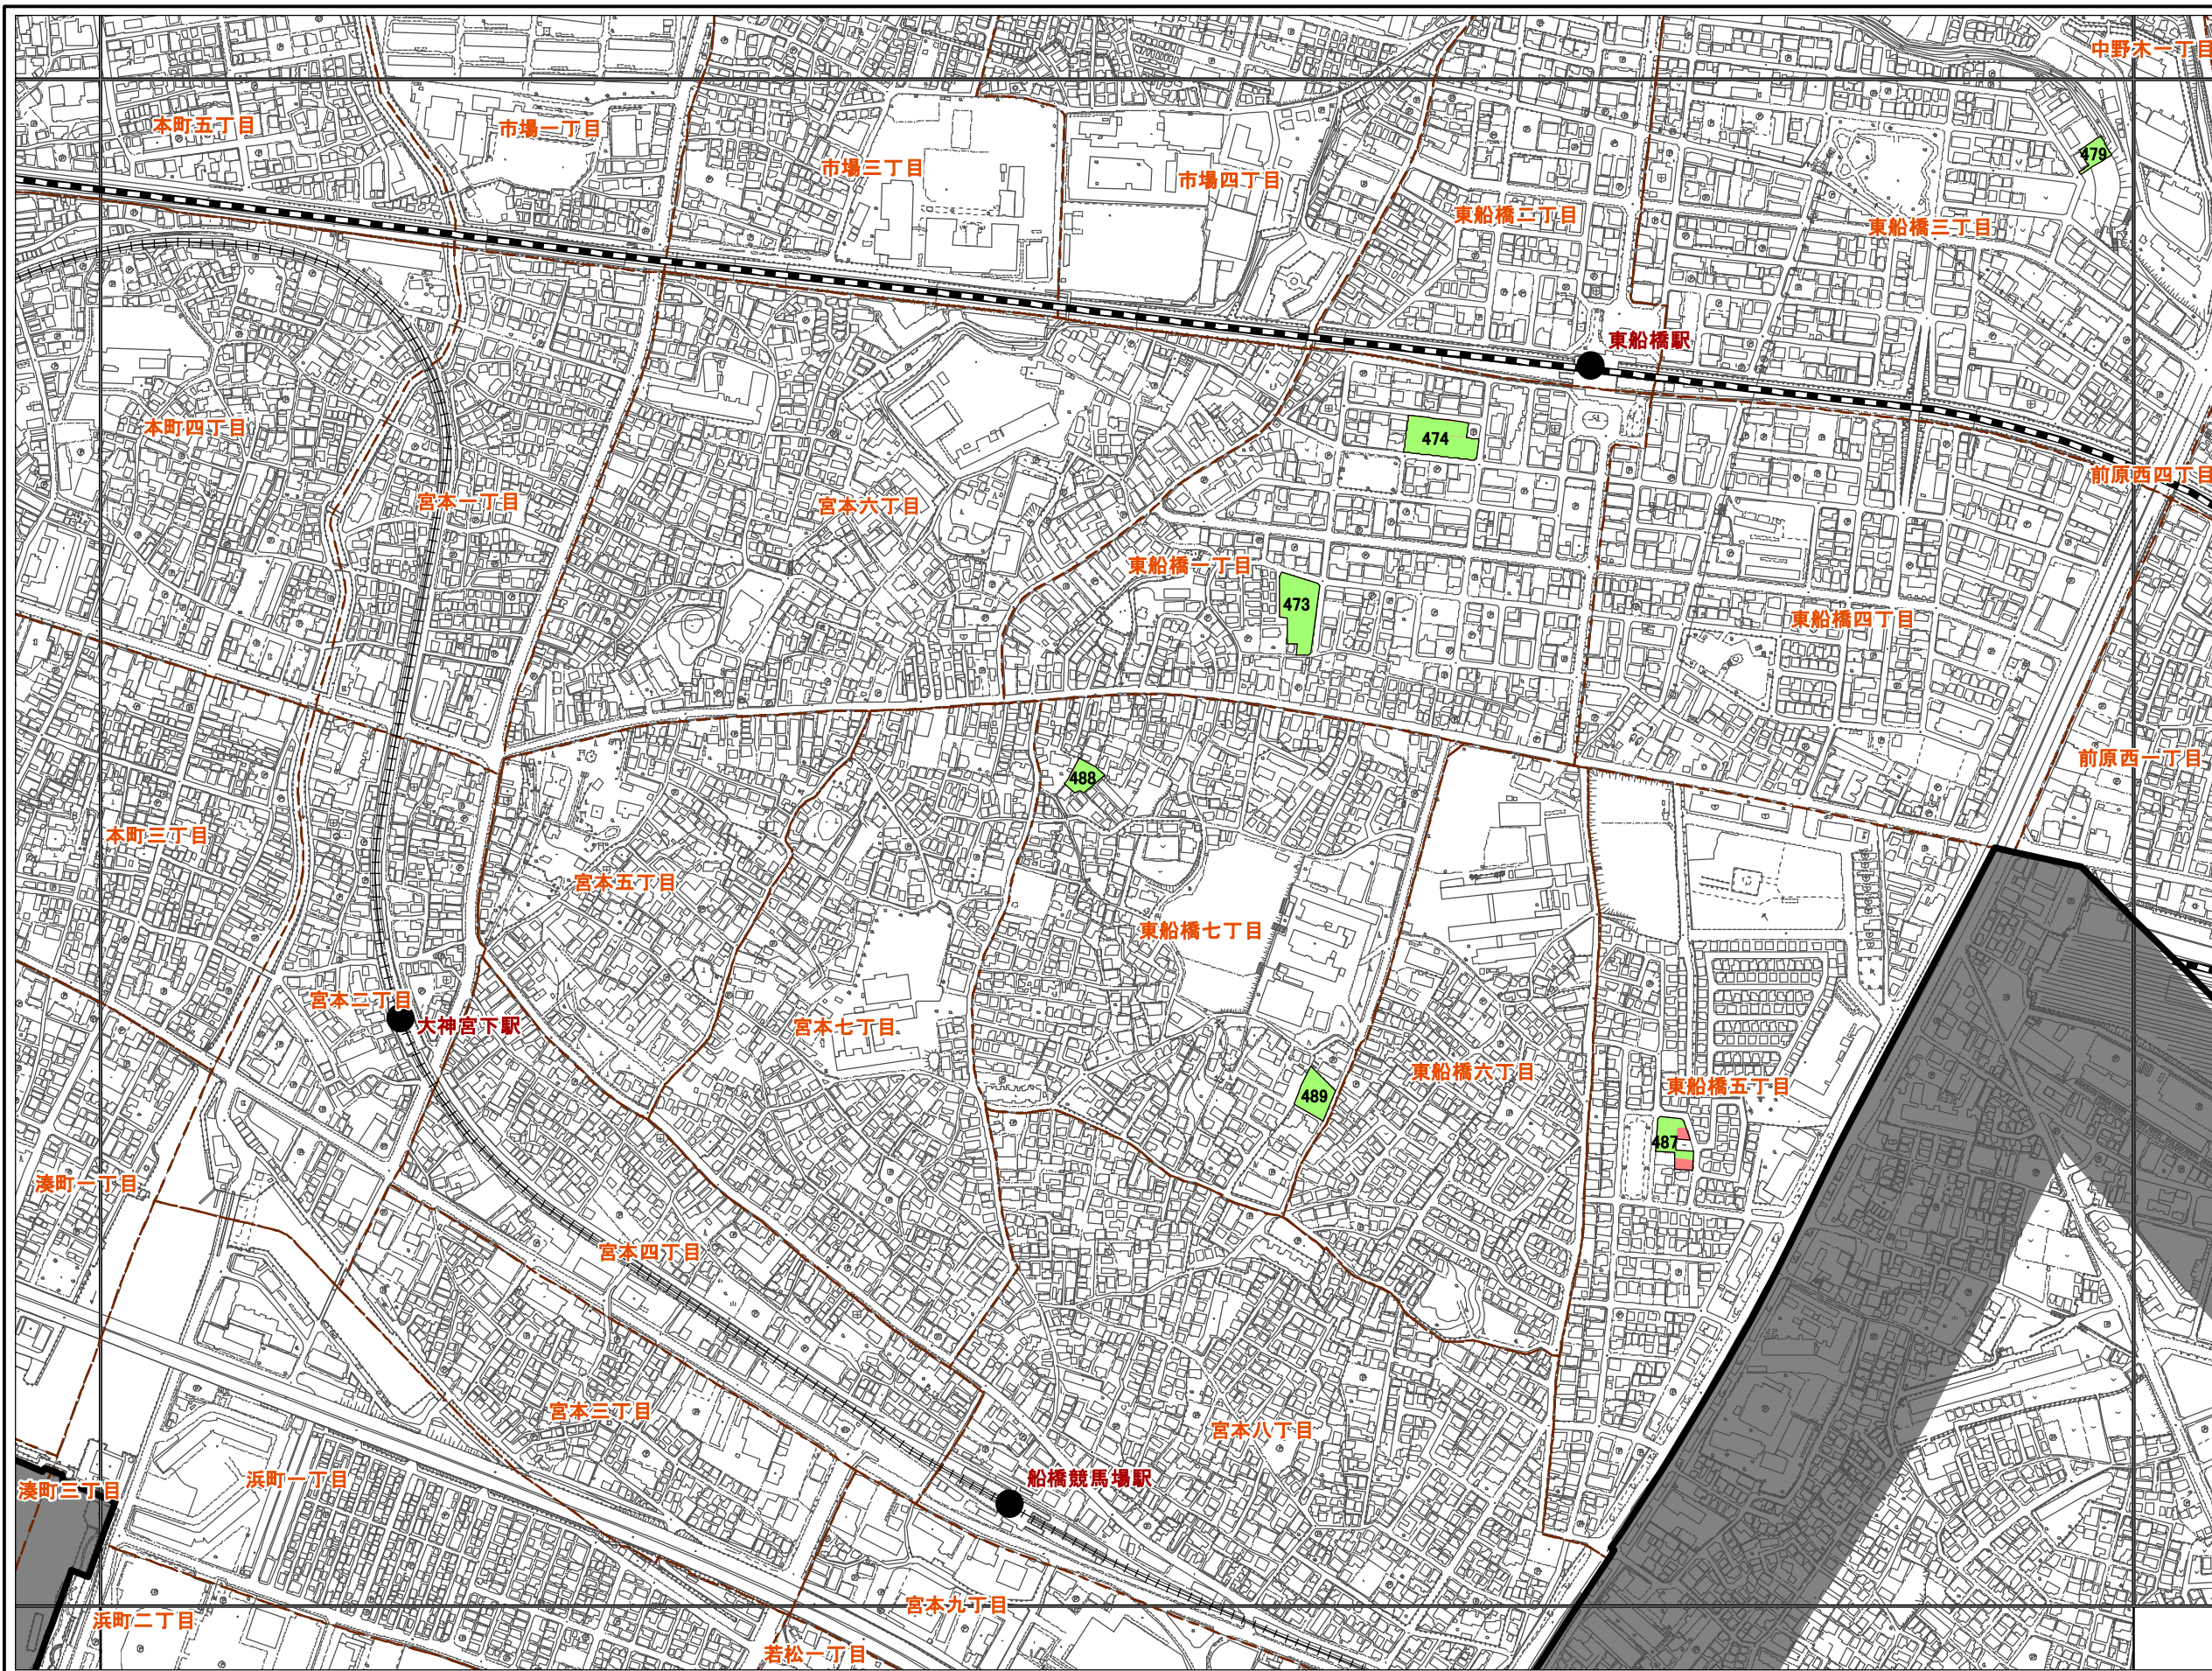 中野木一丁目
本町五丁目
市場一丁目
市場三丁目
市場四丁目
479
東船橋二丁目
東船橋三丁目
東船橋駅
本町四丁目
474
前原西四丁目
宮本一丁目
宮本六丁目
東船橋一丁目
473
東船橋四丁目
前原西一丁目
488
本町三丁目
宮本五丁目
東船橋七丁目
宮本二丁目
大神宮下駅
宮本七丁目
東船橋六丁目
東船橋五丁目
489
487
湊町一丁目
宮本四丁目
宮本三丁目
宮本八丁目
船橋競馬場駅
浜町一丁目
湊町三丁目
宮本九丁目
浜町二丁目
若松一丁目